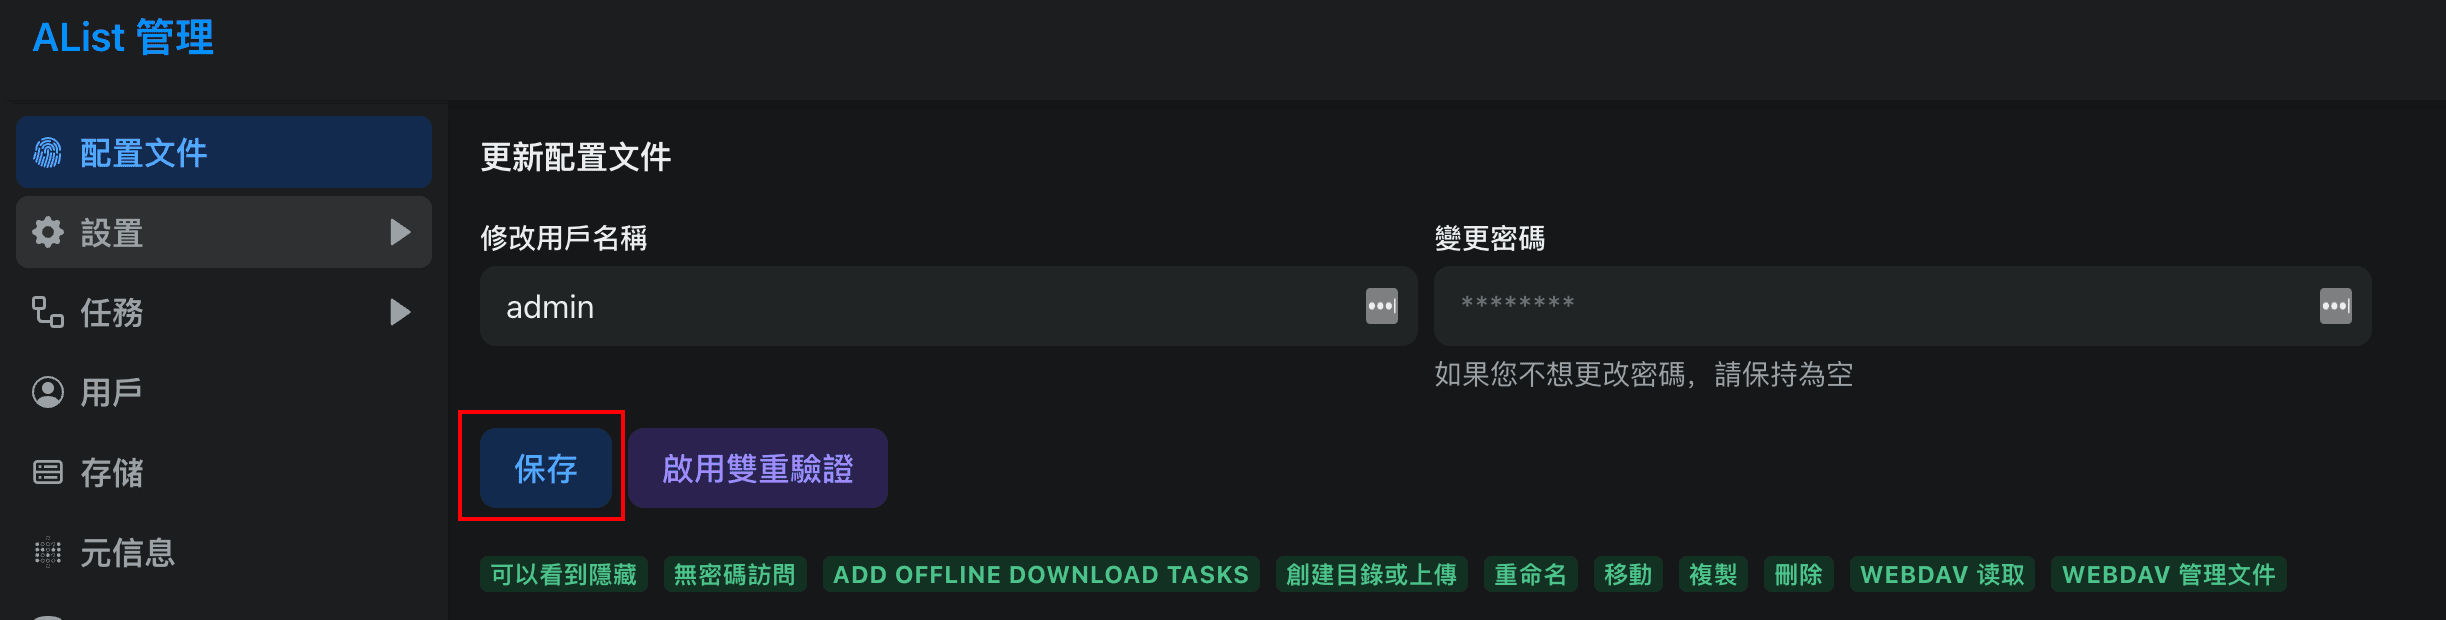 AList 管理
配置文件
設置
任務
用戶
存储
元信息
更新配置文件
修改用戶名稱
變更密碼
admin
********
如果您不想更改密碼，請保持為空
保存
啟用雙重驗證
可以看到隱藏 無密碼訪問 ADD OFFLINE DOWNLOAD TASKS 創建目錄或上傳 重命名 移動 複製 刪除 WEBDAV 读取 WEBDAV 管理文件